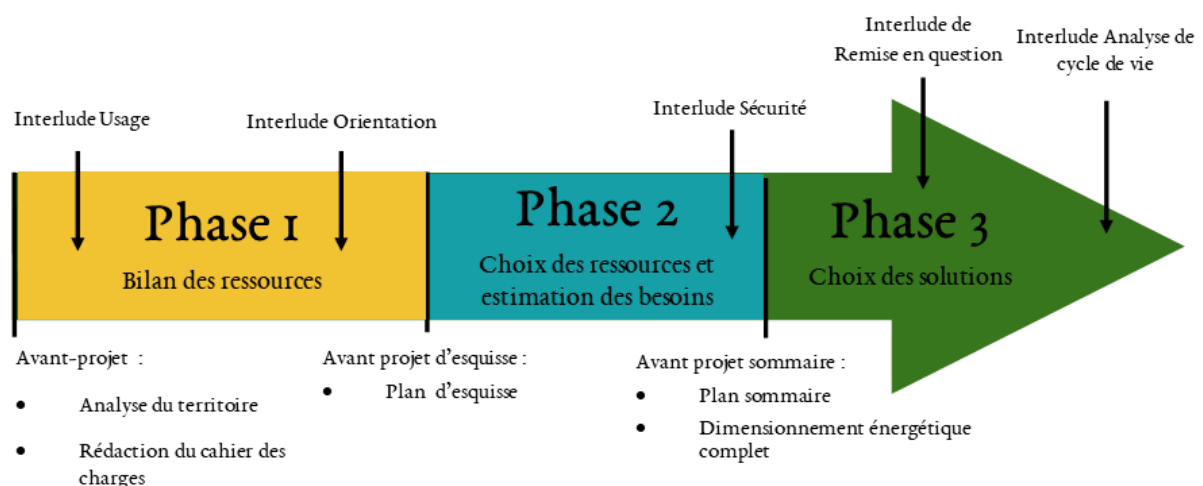 Interlude de
Remise en question
Interlude Analyse de
cycle de vie
Interlude Usage
Interlude Orientation
Interlude Sécurité
Phase 1
Bilan des ressources
Phase 2
Choix des ressources et
estimation des besoins
Phase 3
Choix des solutions
Avant-projet :
• Analyse du territoire
• Rédaction du cahier des
charges
Avant projet d'esquisse :
• Plan d'esquisse
Avant projet sommaire :
• Plan sommaire
• Dimensionnement énergétique
complet